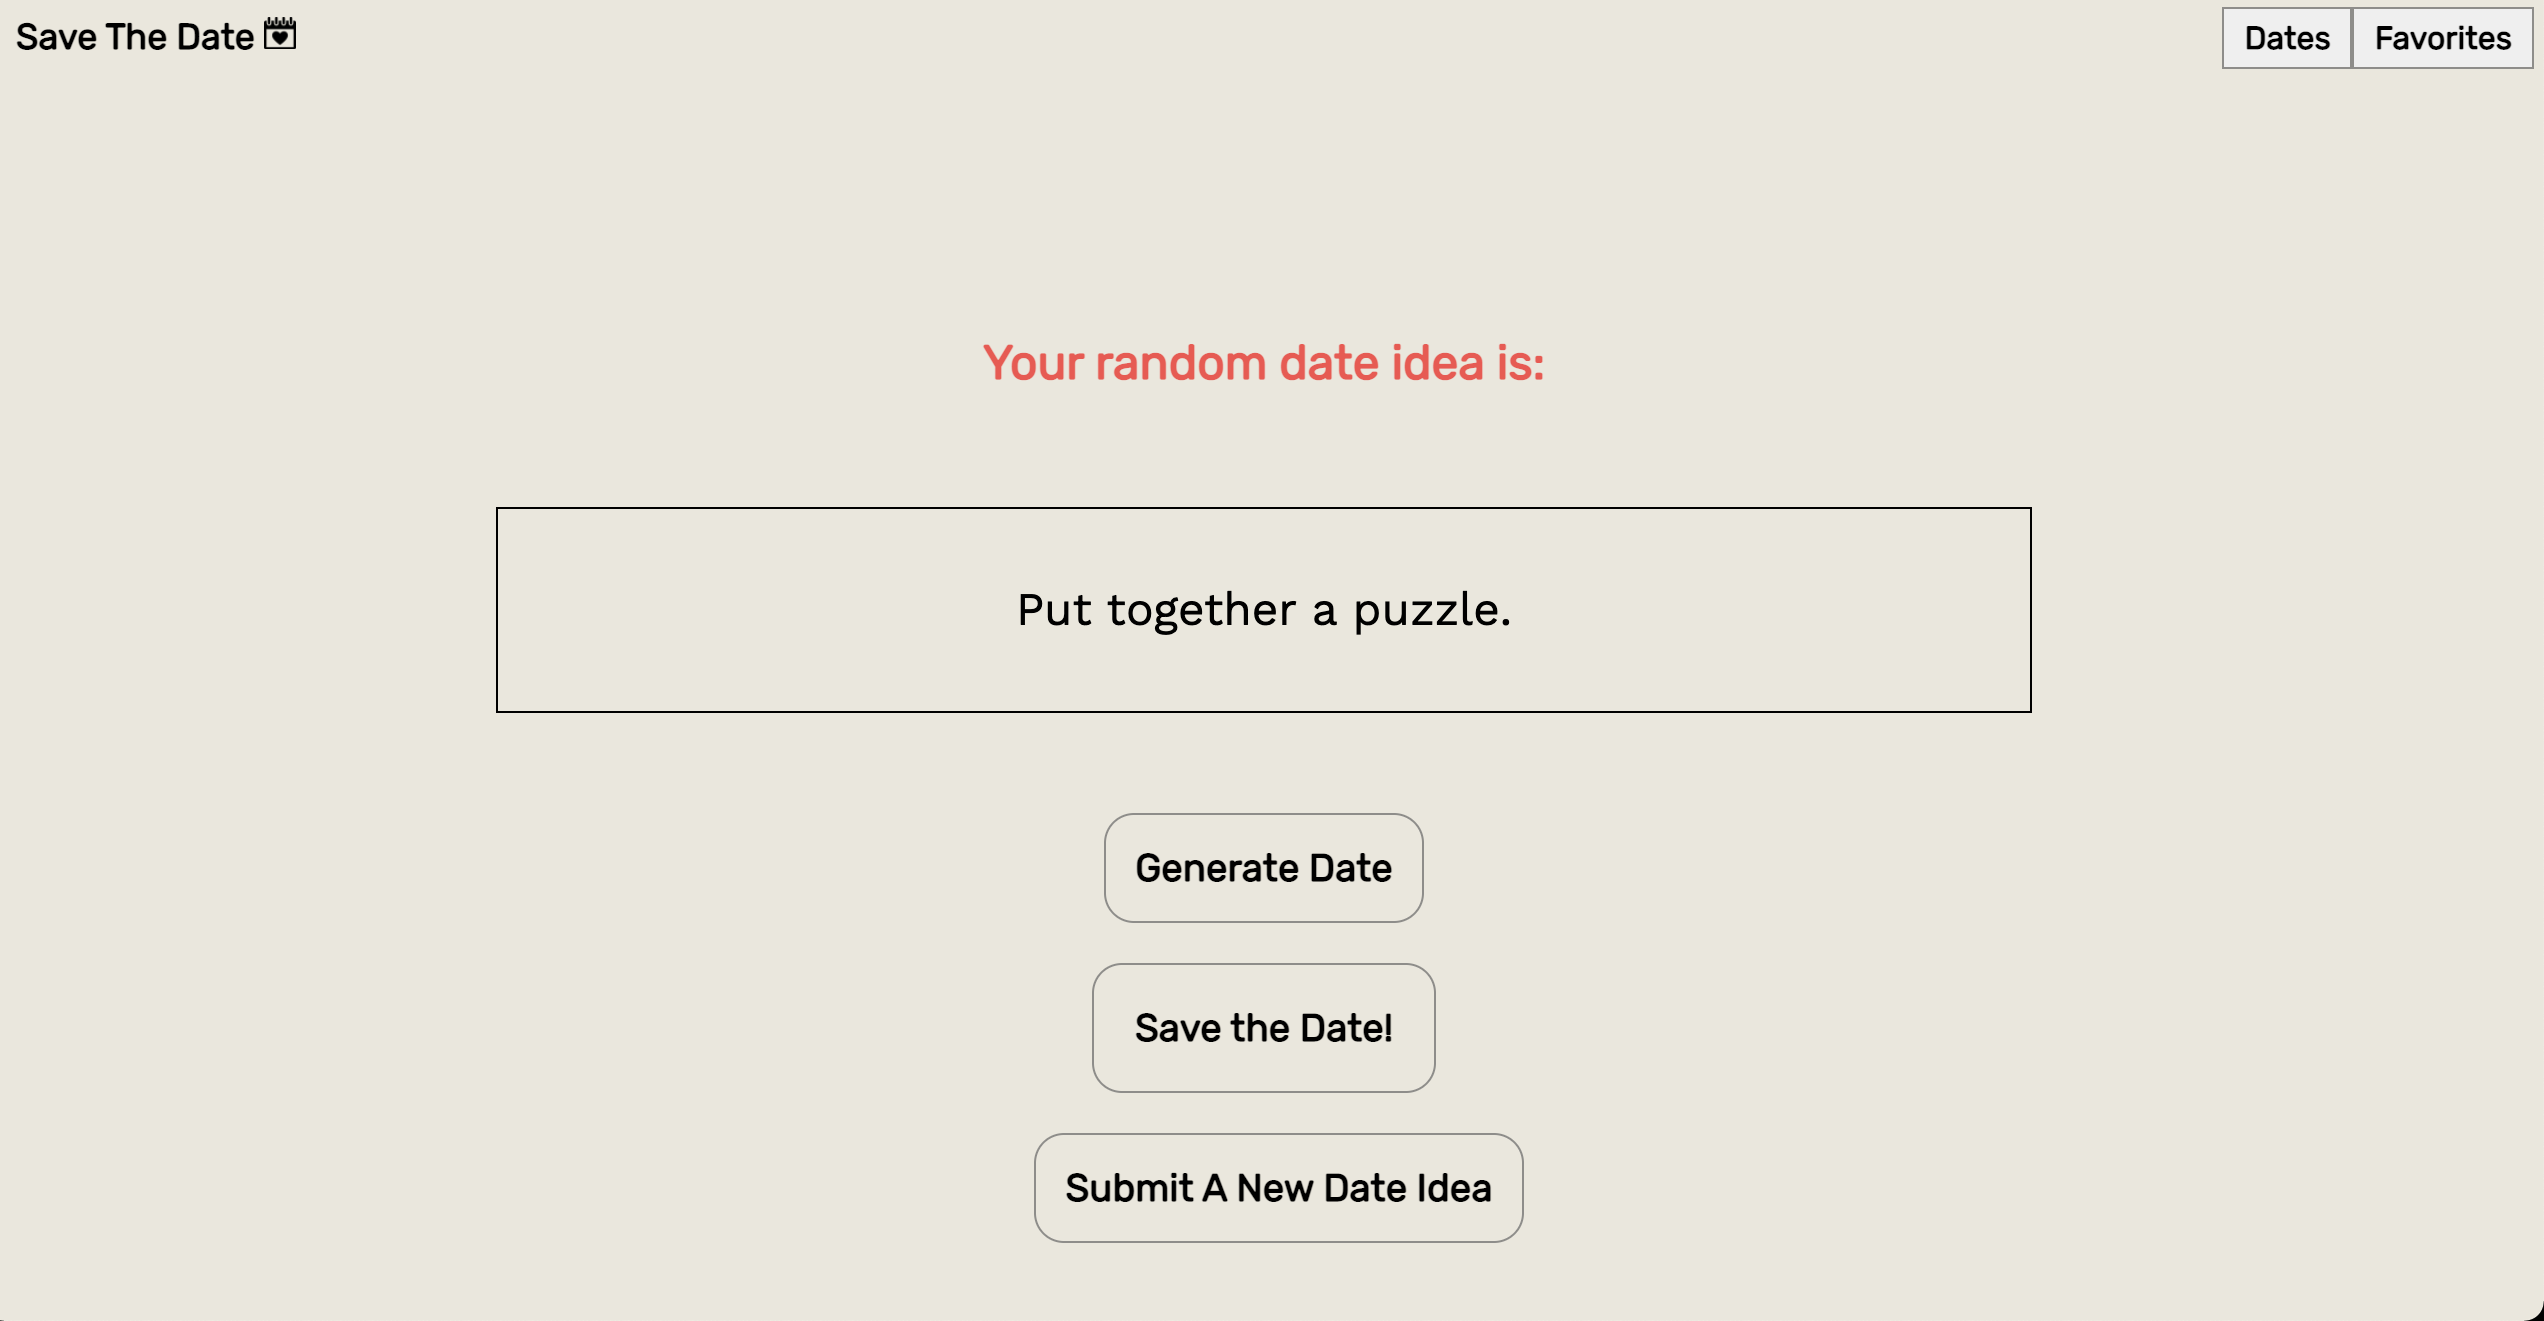 Save The Date
Dates
Favorites
Your random date idea is:
Put together a puzzle.
Generate Date
Save the Date!
Submit A New Date Idea